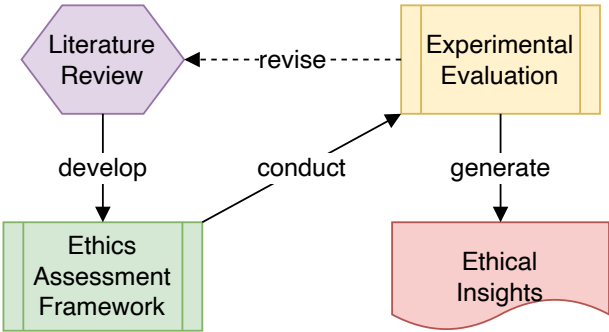 Literature
Review
revise
Experimental
Evaluation
develop
conduct
generate
Ethics
Assessment
Framework
Ethical
Insights